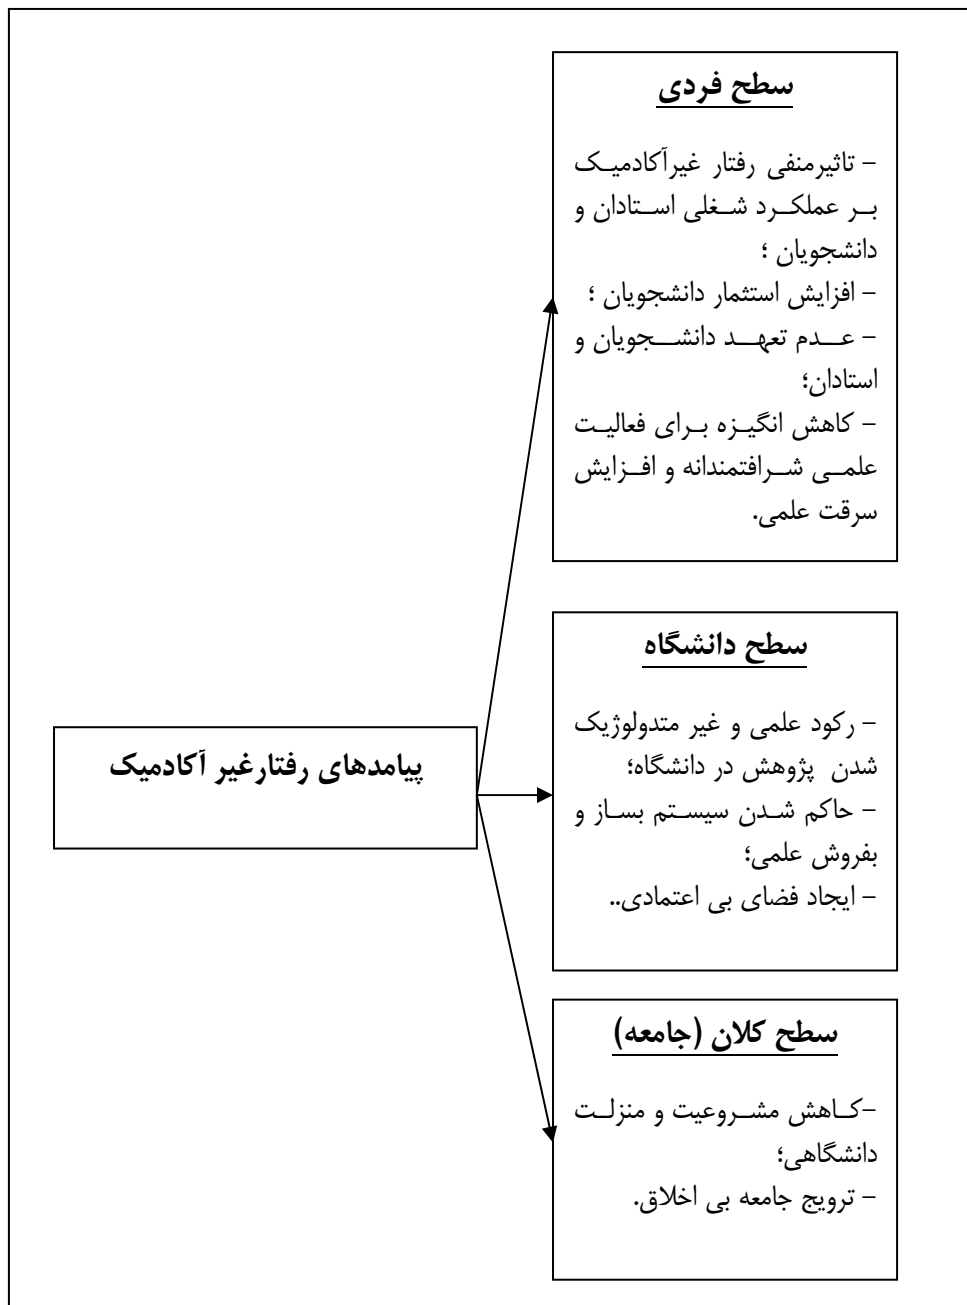 سطح فردی
- تاثیرمنفی رفتار غیرآکادمیک
بر عملکرد شغلی استادان و
دانشجویان ؛
- افزایش استثمار دانشجویان ؛
- عدم تعهد دانشجویان و
استادان؛
- کاهش انگیزه برای فعالیت
علمی شرافتمندانه و افزایش
سرقت علمی.
سطح دانشگاه
- رکود علمی و غیر متدولوژیک
شدن پژوهش در دانشگاه؛
- حاکم شدن سیستم بساز و
بفروش علمی؛
- ایجاد فضای بی اعتمادی..
پیامدهای رفتارغیر آکادمیک
سطح کلان (جامعه)
-کاهش مشروعیت و منزلت
دانشگاهی؛
- ترویج جامعه بی اخلاق.